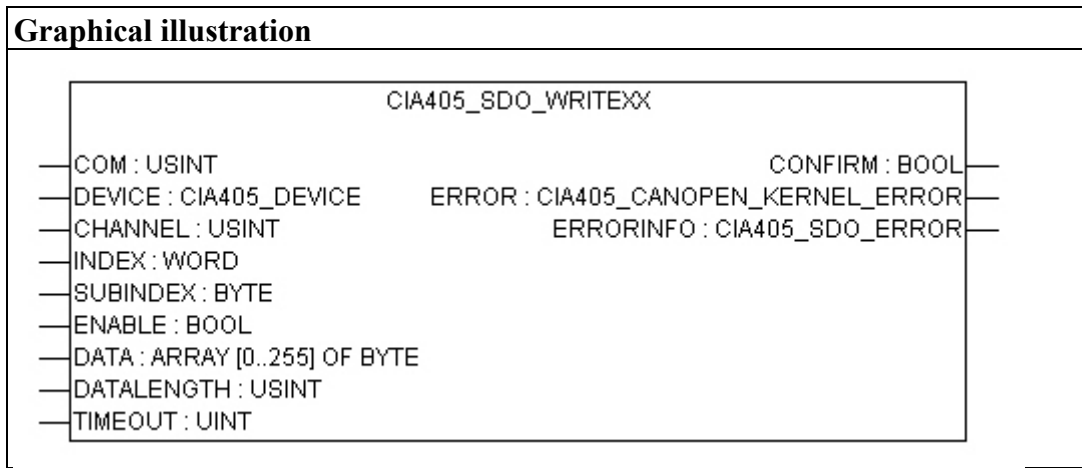 Graphical illustration
CIA405_SDO_WRITEXX
COM : USINT CONFIRM : BOOL
DEVICE : CIA405_DEVICE ERROR : CIA405_CANOPEN_KERNEL_ERROR
CHANNEL : USINT ERRORINFO : CIA405_SDO_ERROR
INDEX : WORD
SUBINDEX : BYTE
ENABLE : BOOL
DATA : ARRAY [0..255] OF BYTE
DATALENGTH : USINT
TIMEOUT : UINT